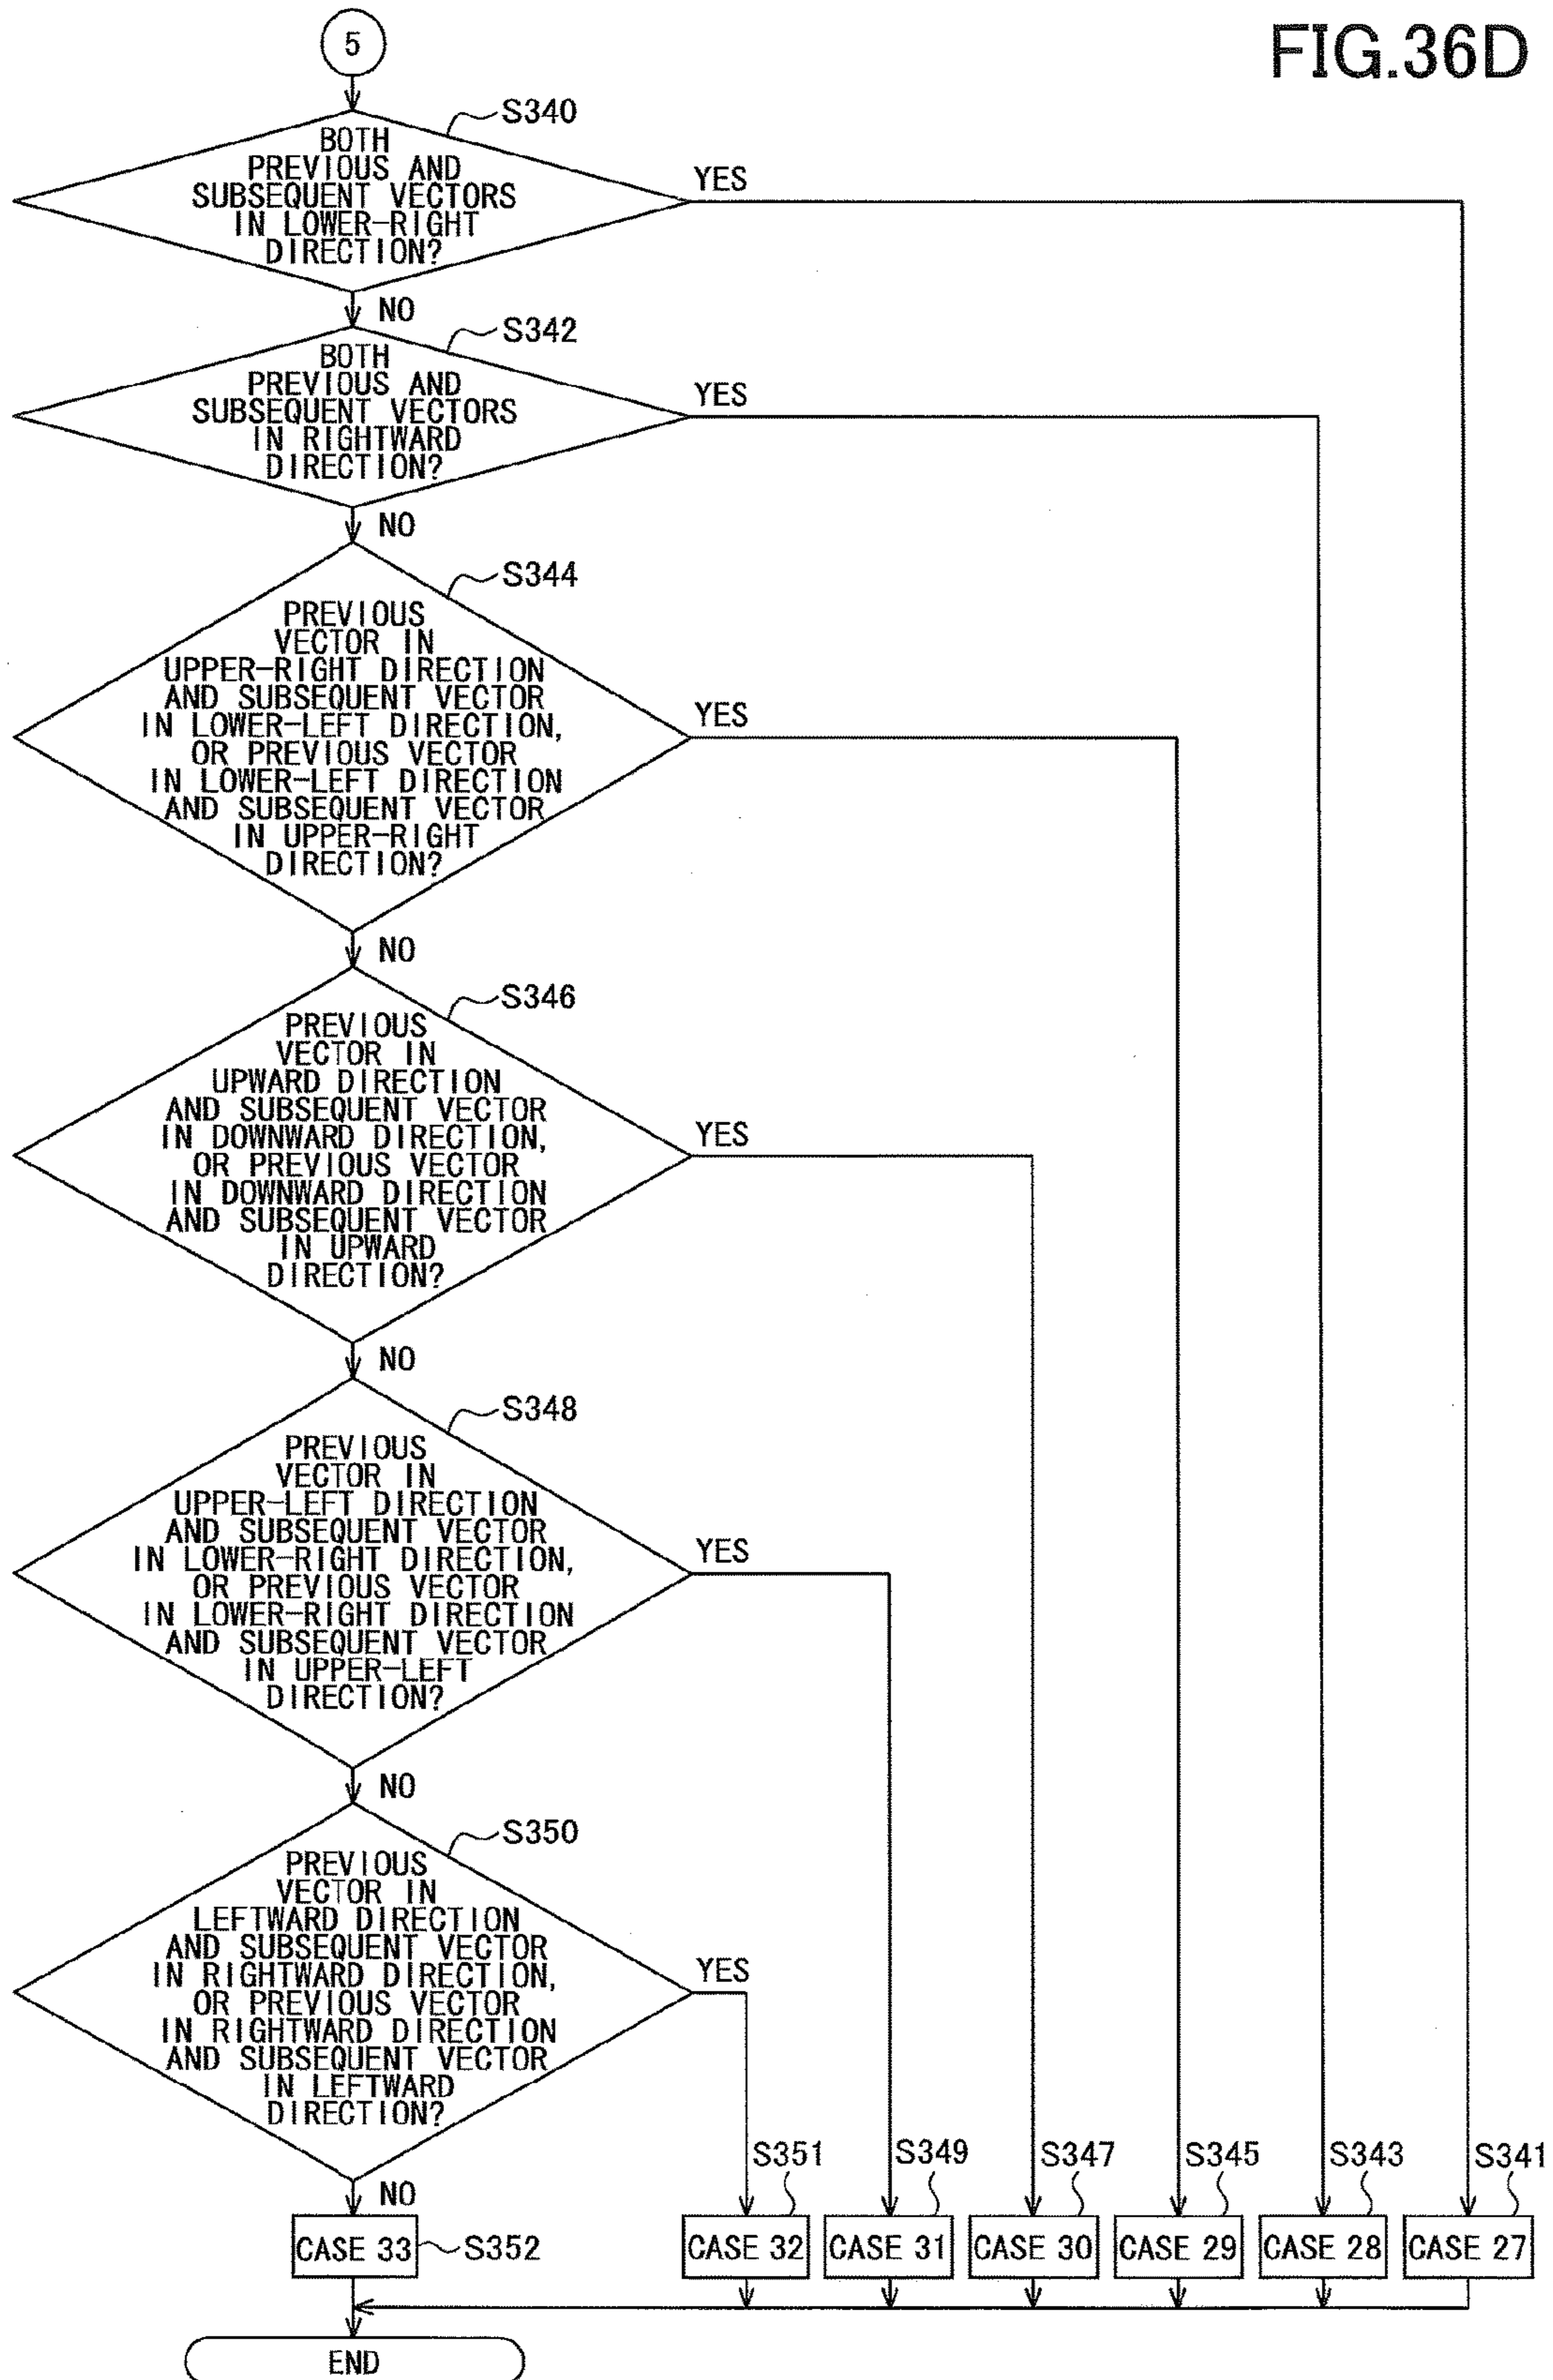 FIG.36D
5
S340
BOTH
PREVIOUS AND
SUBSEQUENT VECTORS
IN LOWER-RIGHT
DIRECTION?
YES
NO
S342
BOTH
PREVIOUS AND
SUBSEQUENT VECTORS
IN RIGHTWARD
DIRECTION?
YES
NO
S344
PREVIOUS
VECTOR IN
UPPER-RIGHT DIRECTION
AND SUBSEQUENT VECTOR
IN LOWER-LEFT DIRECTION,
OR PREVIOUS VECTOR
IN LOWER-LEFT DIRECTION
AND SUBSEQUENT VECTOR
IN UPPER-RIGHT
DIRECTION?
YES
NO
S346
PREVIOUS
VECTOR IN
UPWARD DIRECTION
AND SUBSEQUENT VECTOR
IN DOWNWARD DIRECTION,
OR PREVIOUS VECTOR
IN DOWNWARD DIRECTION
AND SUBSEQUENT VECTOR
IN UPWARD
DIRECTION?
YES
NO
S348
PREVIOUS
VECTOR IN
UPPER-LEFT DIRECTION
AND SUBSEQUENT VECTOR
IN LOWER-RIGHT DIRECTION,
OR PREVIOUS VECTOR
IN LOWER-RIGHT DIRECTION
AND SUBSEQUENT VECTOR
IN UPPER-LEFT
DIRECTION?
YES
NO
S350
PREVIOUS
VECTOR IN
LEFTWARD DIRECTION
AND SUBSEQUENT VECTOR
IN RIGHTWARD DIRECTION,
OR PREVIOUS VECTOR
IN RIGHTWARD DIRECTION
AND SUBSEQUENT VECTOR
IN LEFTWARD
DIRECTION?
YES
NO
S351 S349 S347 S345 S343 S341
CASE 33 S352 CASE 32 CASE 31 CASE 30 CASE 29 CASE 28 CASE 27
END